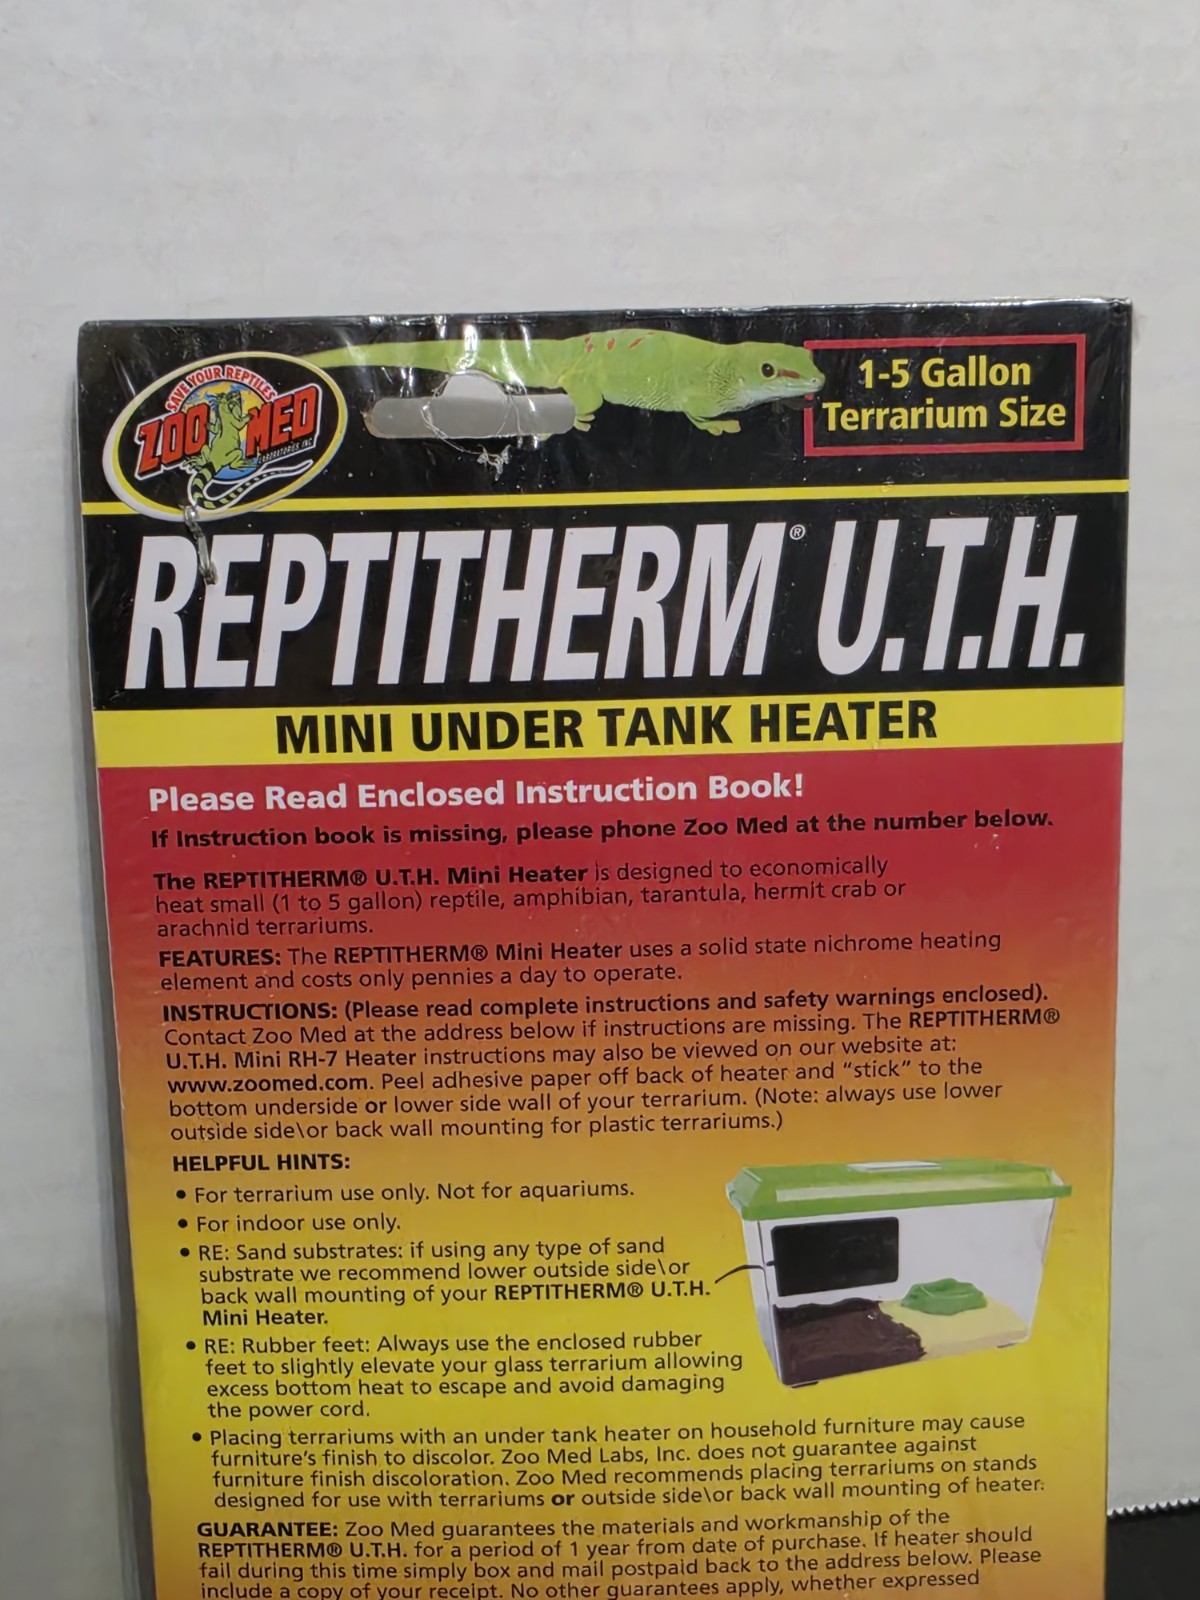 SAVE YOUR REPTILES
ZOO MED
LABORATORIES INC.
1-5 Gallon
Terrarium Size
REPTITHERM® U.T.H.
MINI UNDER TANK HEATER
Please Read Enclosed Instruction Book!
If Instruction book is missing, please phone Zoo Med at the number below.
The REPTITHERM® U.T.H. Mini Heater is designed to economically
heat small (1 to 5 gallon) reptile, amphibian, tarantula, hermit crab or
arachnid terrariums.
FEATURES: The REPTITHERM® Mini Heater uses a solid state nichrome heating
element and costs only pennies a day to operate.
INSTRUCTIONS: (Please read complete instructions and safety warnings enclosed).
Contact Zoo Med at the address below if instructions are missing. The REPTITHERM®
U.T.H. Mini RH-7 Heater instructions may also be viewed on our website at:
www.zoomed.com. Peel adhesive paper off back of heater and “stick” to the
bottom underside or lower side wall of your terrarium. (Note: always use lower
outside side\or back wall mounting for plastic terrariums.)
HELPFUL HINTS:
• For terrarium use only. Not for aquariums.
• For indoor use only.
• RE: Sand substrates: if using any type of sand
substrate we recommend lower outside side\or
back wall mounting of your REPTITHERM® U.T.H.
Mini Heater.
• RE: Rubber feet: Always use the enclosed rubber
feet to slightly elevate your glass terrarium allowing
excess bottom heat to escape and avoid damaging
the power cord.
• Placing terrariums with an under tank heater on household furniture may cause
furniture's finish to discolor. Zoo Med Labs, Inc. does not guarantee against
furniture finish discoloration. Zoo Med recommends placing terrariums on stands
designed for use with terrariums or outside side\or back wall mounting of heater.
GUARANTEE: Zoo Med guarantees the materials and workmanship of the
REPTITHERM® U.T.H. for a period of 1 year from date of purchase. If heater should
fail during this time simply box and mail postpaid back to the address below. Please
include a copy of your receipt. No other guarantees apply, whether expressed